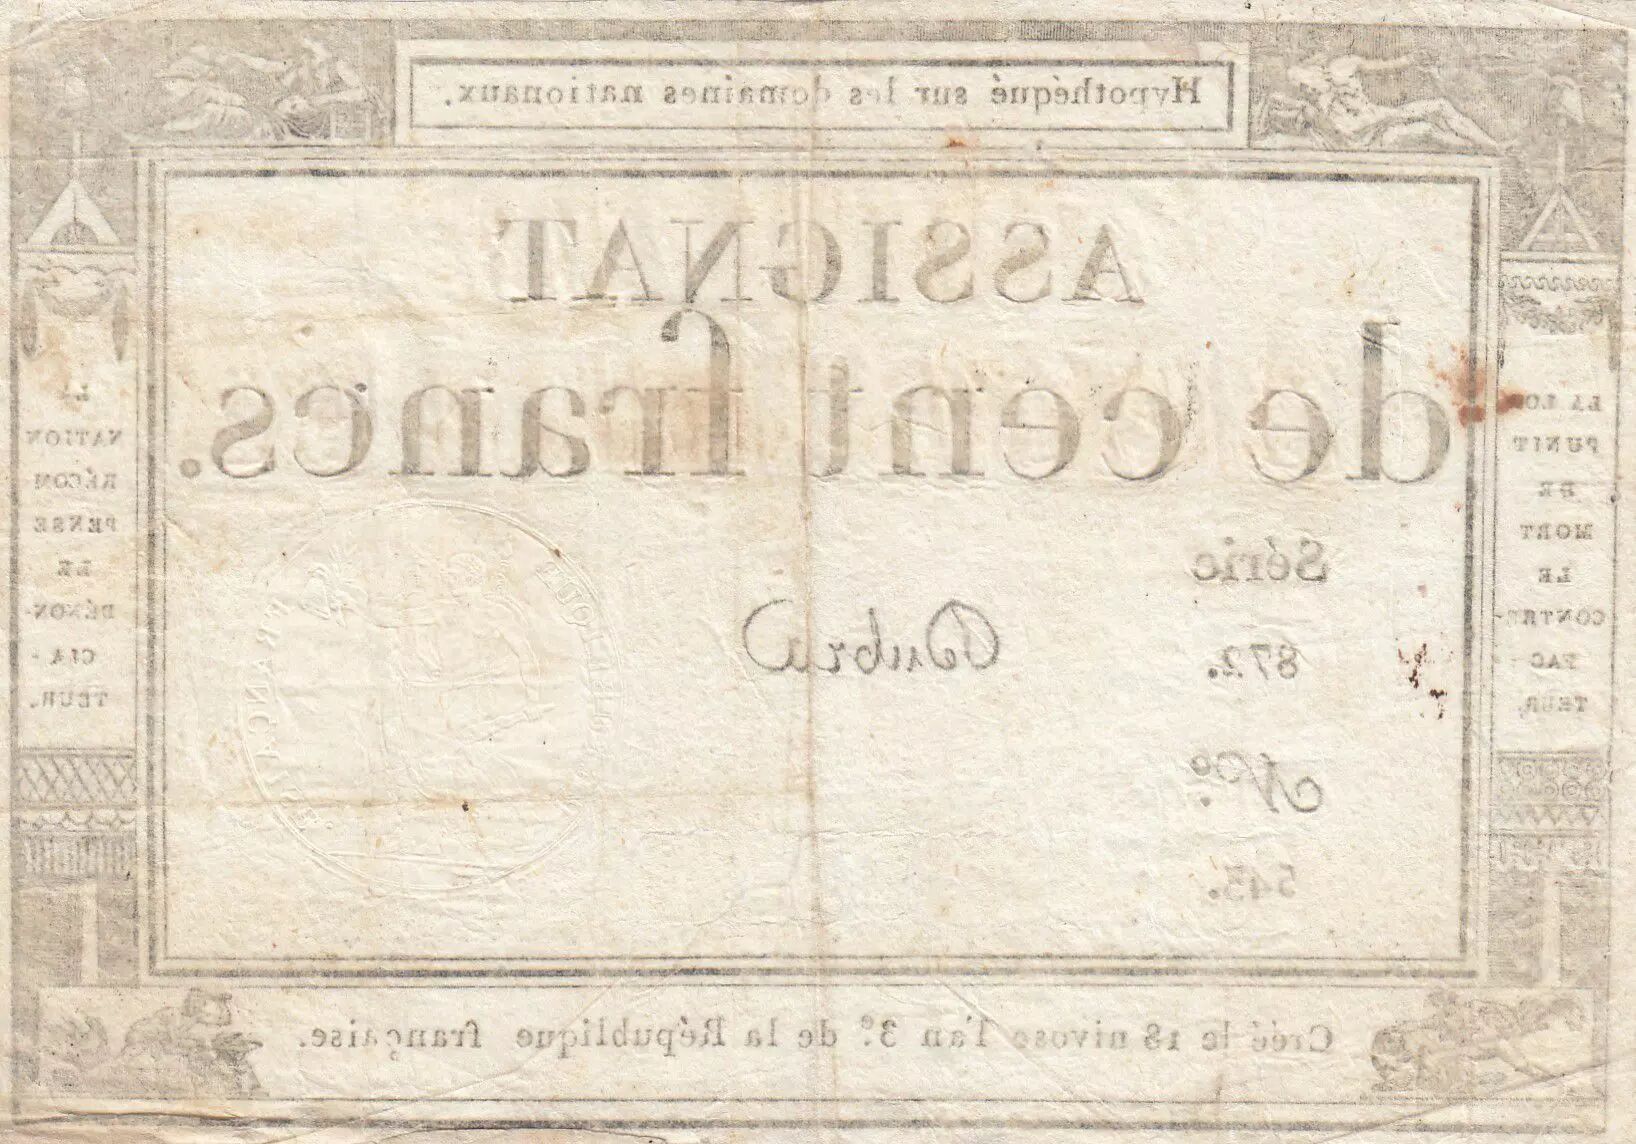 Hypothéqué sur les domaines nationaux.
ASSIGNAT
de cent francs.
Série
872.
Nº.
543.
LA LOI
PUNIT
DE
MORT
LE
CONTRE-
FAC-
TEUR.
LA
NATION
RÉCOM
PENSE
LE
DÉNON-
CIA-
TEUR.
Créé le 18 nivose l'an 3.e de la République française.